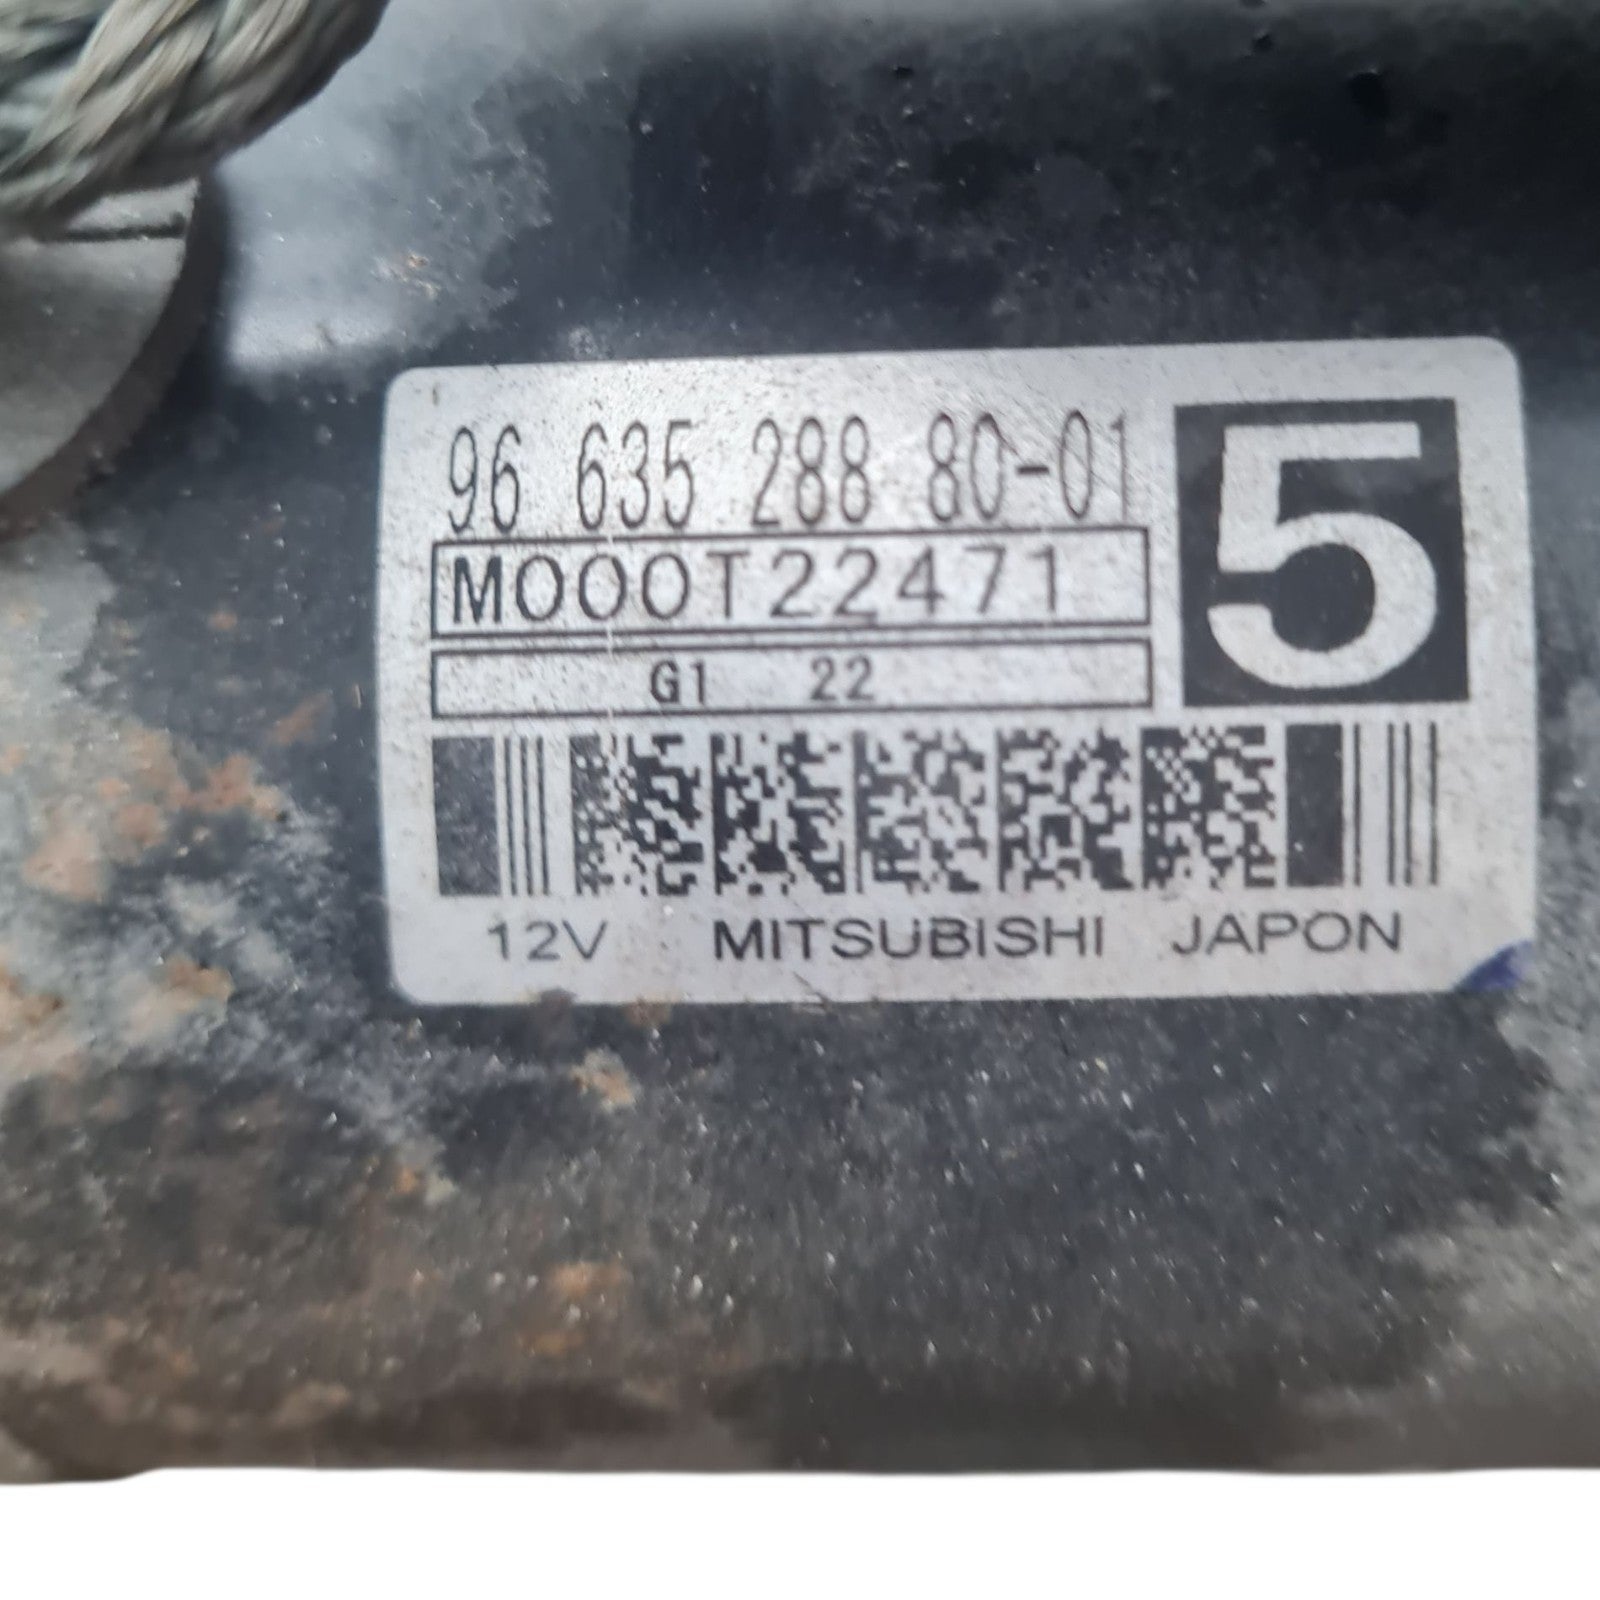 96 635 288 80-01
5
M000T22471
G1 22
12V MITSUBISHI JAPON